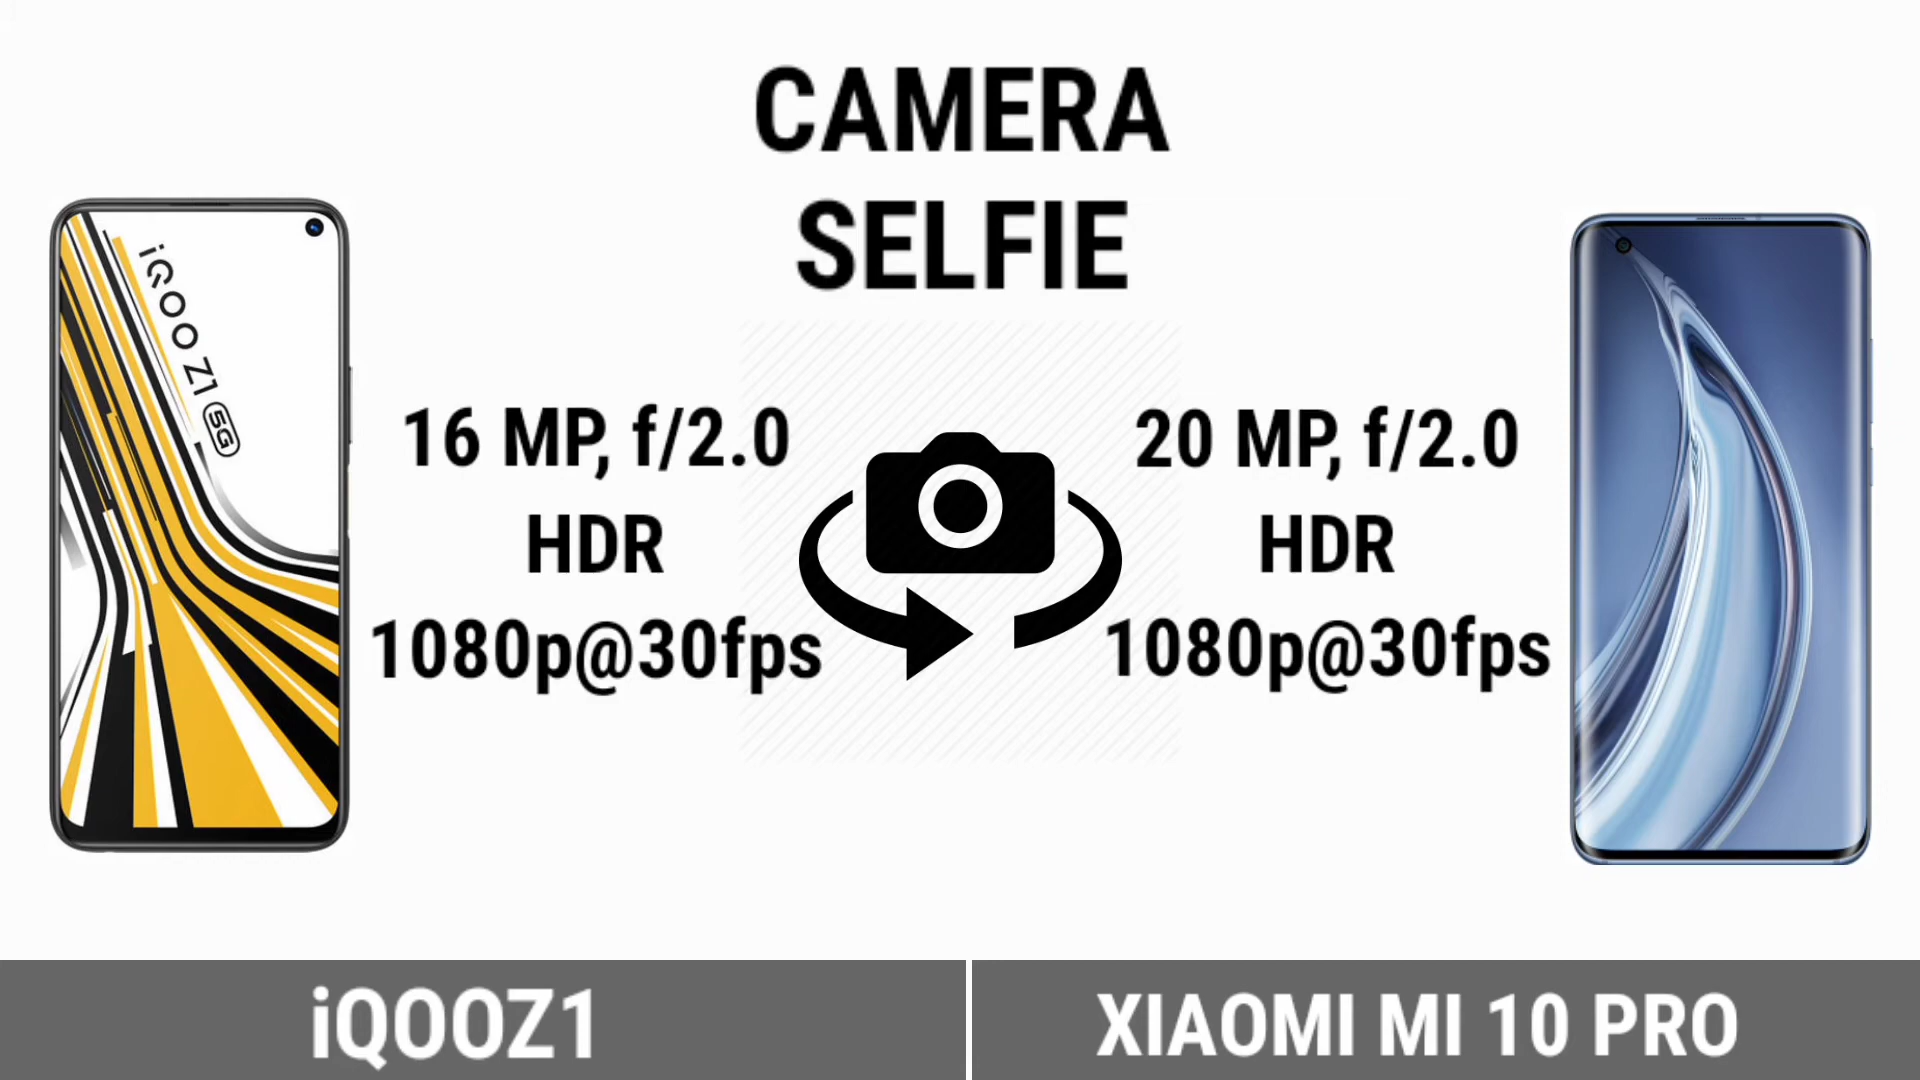 CAMERA
SELFIE
iQOO Z1 5G
16 MP, f/2.0
HDR
1080p@30fps
20 MP, f/2.0
HDR
1080p@30fps
iQOOZ1
XIAOMI MI 10 PRO